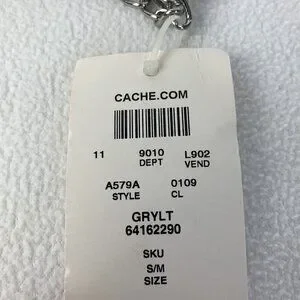 CACHE.COM
11 9010 L902
DEPT VEND
A579A 0109
STYLE CL
GRYLT
64162290
SKU
S/M
SIZE